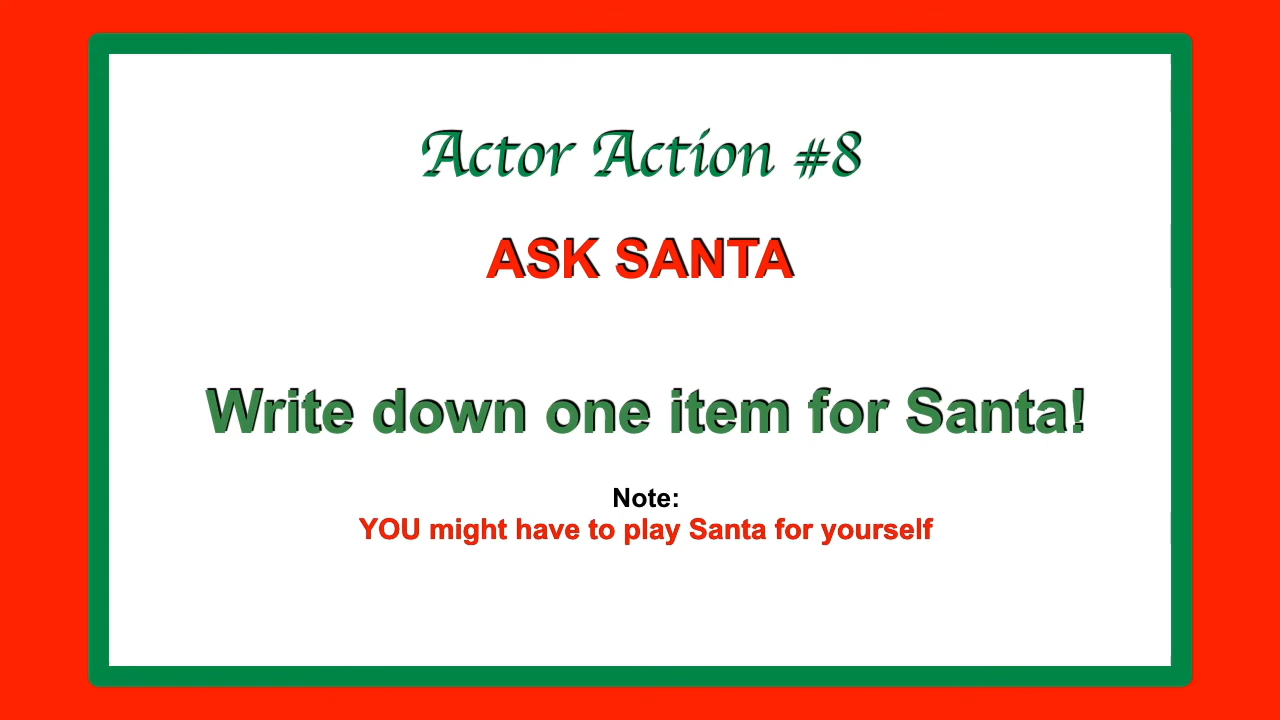 Actor Action #8
ASK SANTA
Write down one item for Santa!
Note:
YOU might have to play Santa for yourself